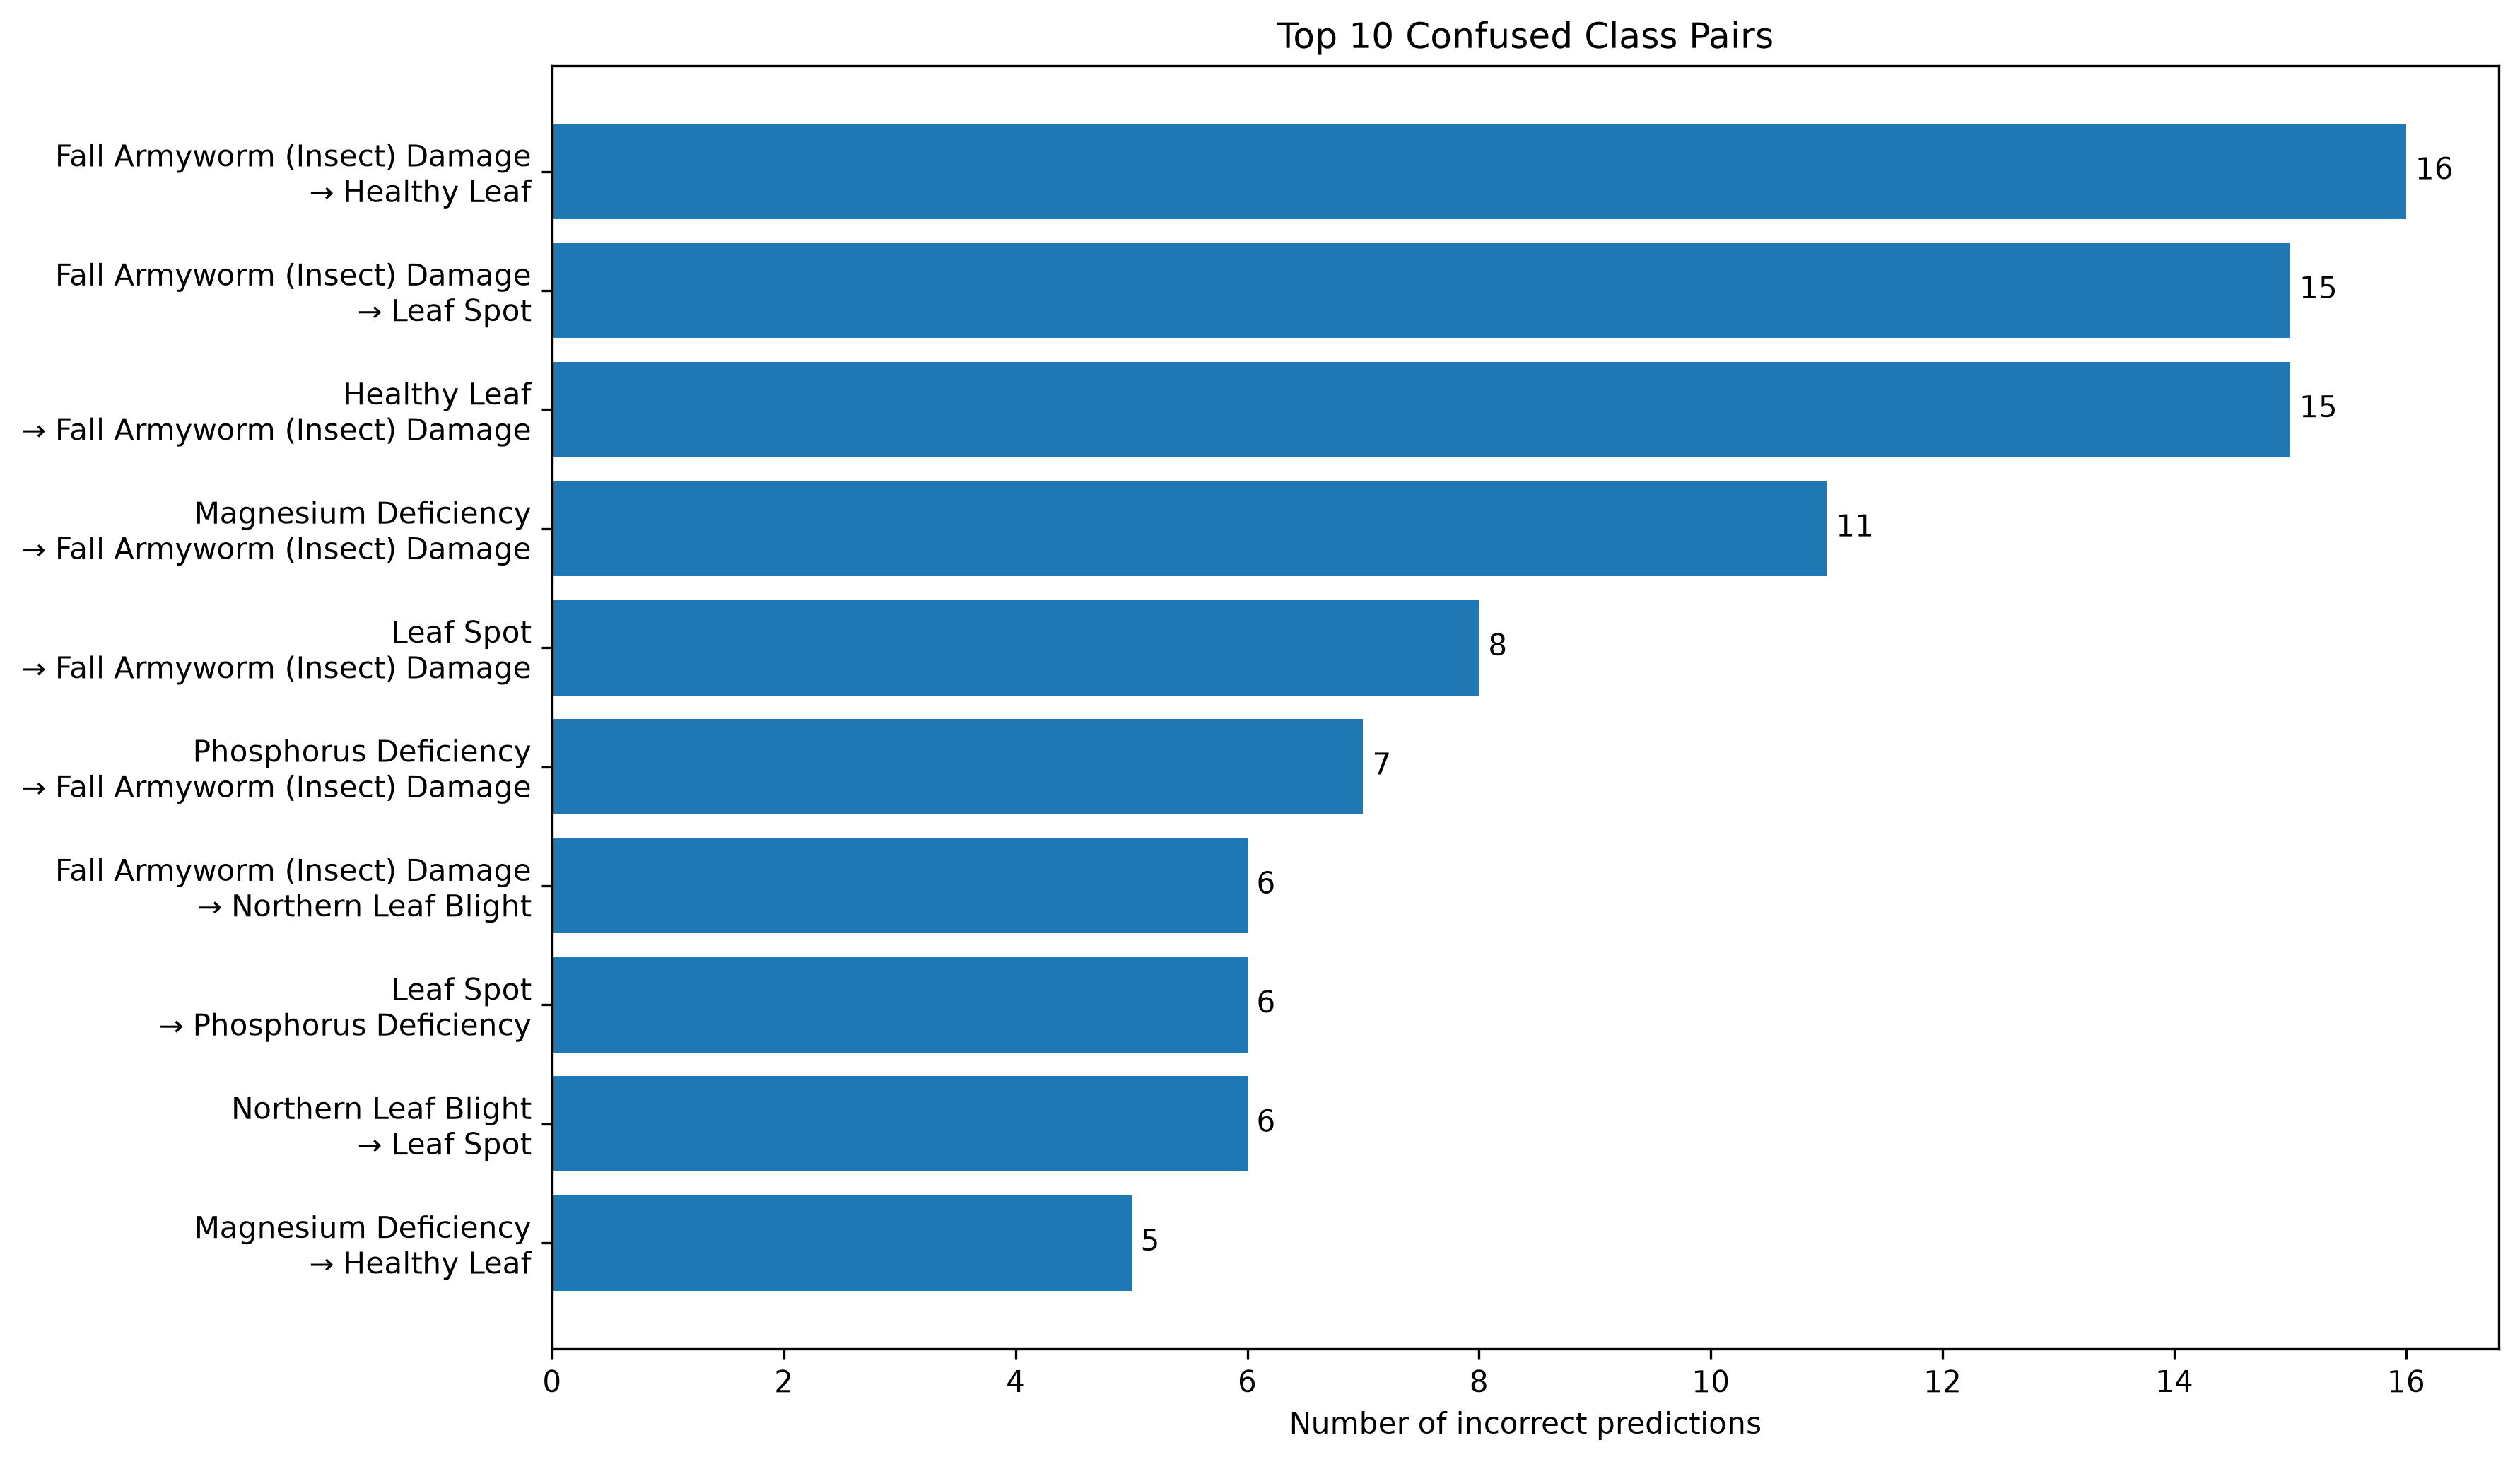 Top 10 Confused Class Pairs
Fall Armyworm (Insect) Damage
→ Healthy Leaf
16
Fall Armyworm (Insect) Damage
→ Leaf Spot
15
Healthy Leaf
→ Fall Armyworm (Insect) Damage
15
Magnesium Deficiency
→ Fall Armyworm (Insect) Damage
11
Leaf Spot
→ Fall Armyworm (Insect) Damage
8
Phosphorus Deficiency
→ Fall Armyworm (Insect) Damage
7
Fall Armyworm (Insect) Damage
→ Northern Leaf Blight
6
Leaf Spot
→ Phosphorus Deficiency
6
Northern Leaf Blight
→ Leaf Spot
6
Magnesium Deficiency
→ Healthy Leaf
5
0 2 4 6 8 10 12 14 16
Number of incorrect predictions